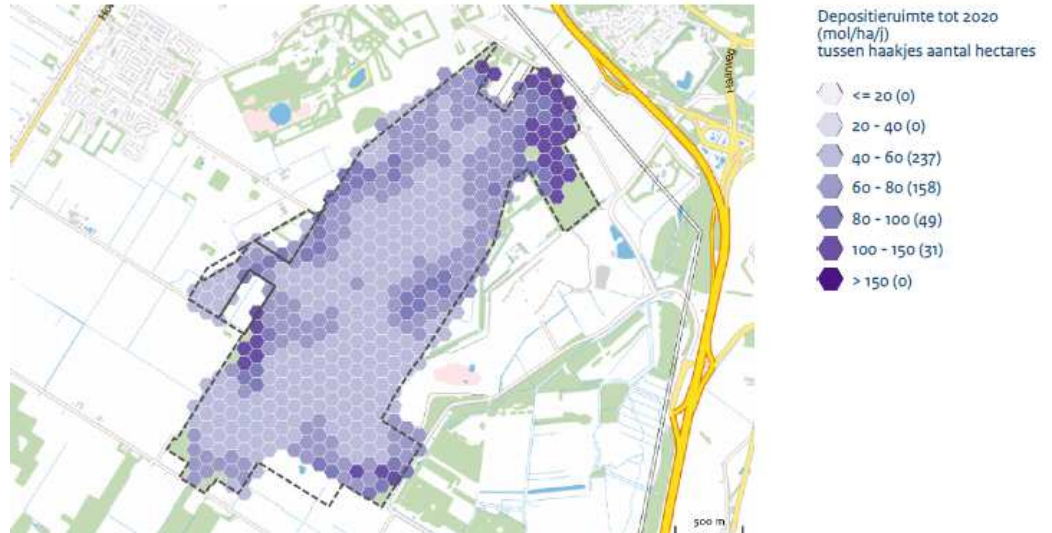 Depositieruimte tot 2020
(mol/ha/j)
tussen haakjes aantal hectares
<= 20 (0)
20 - 40 (0)
40 - 60 (237)
60 - 80 (158)
80 - 100 (49)
100 - 150 (31)
> 150 (0)
500 m